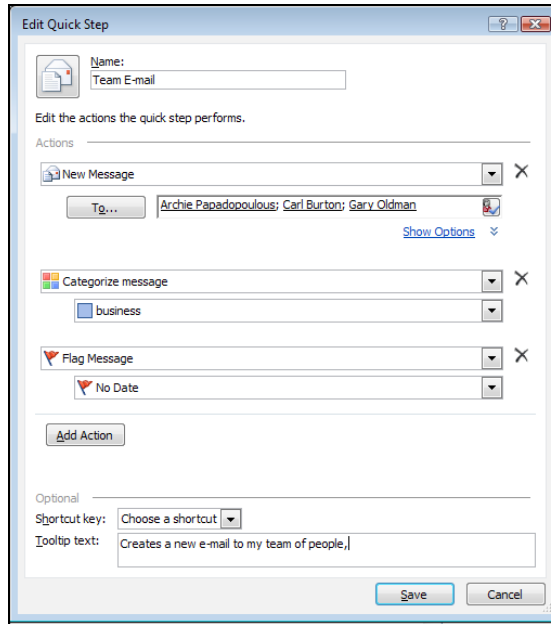 Edit Quick Step
Name:
Team E-mail
Edit the actions the quick step performs.
Actions
New Message
To...
Archie Papadopoulous; Carl Burton; Gary Oldman
Show Options
Categorize message
business
Flag Message
No Date
Add Action
Optional
Shortcut key: Choose a shortcut
Tooltip text: Creates a new e-mail to my team of people,
Save Cancel